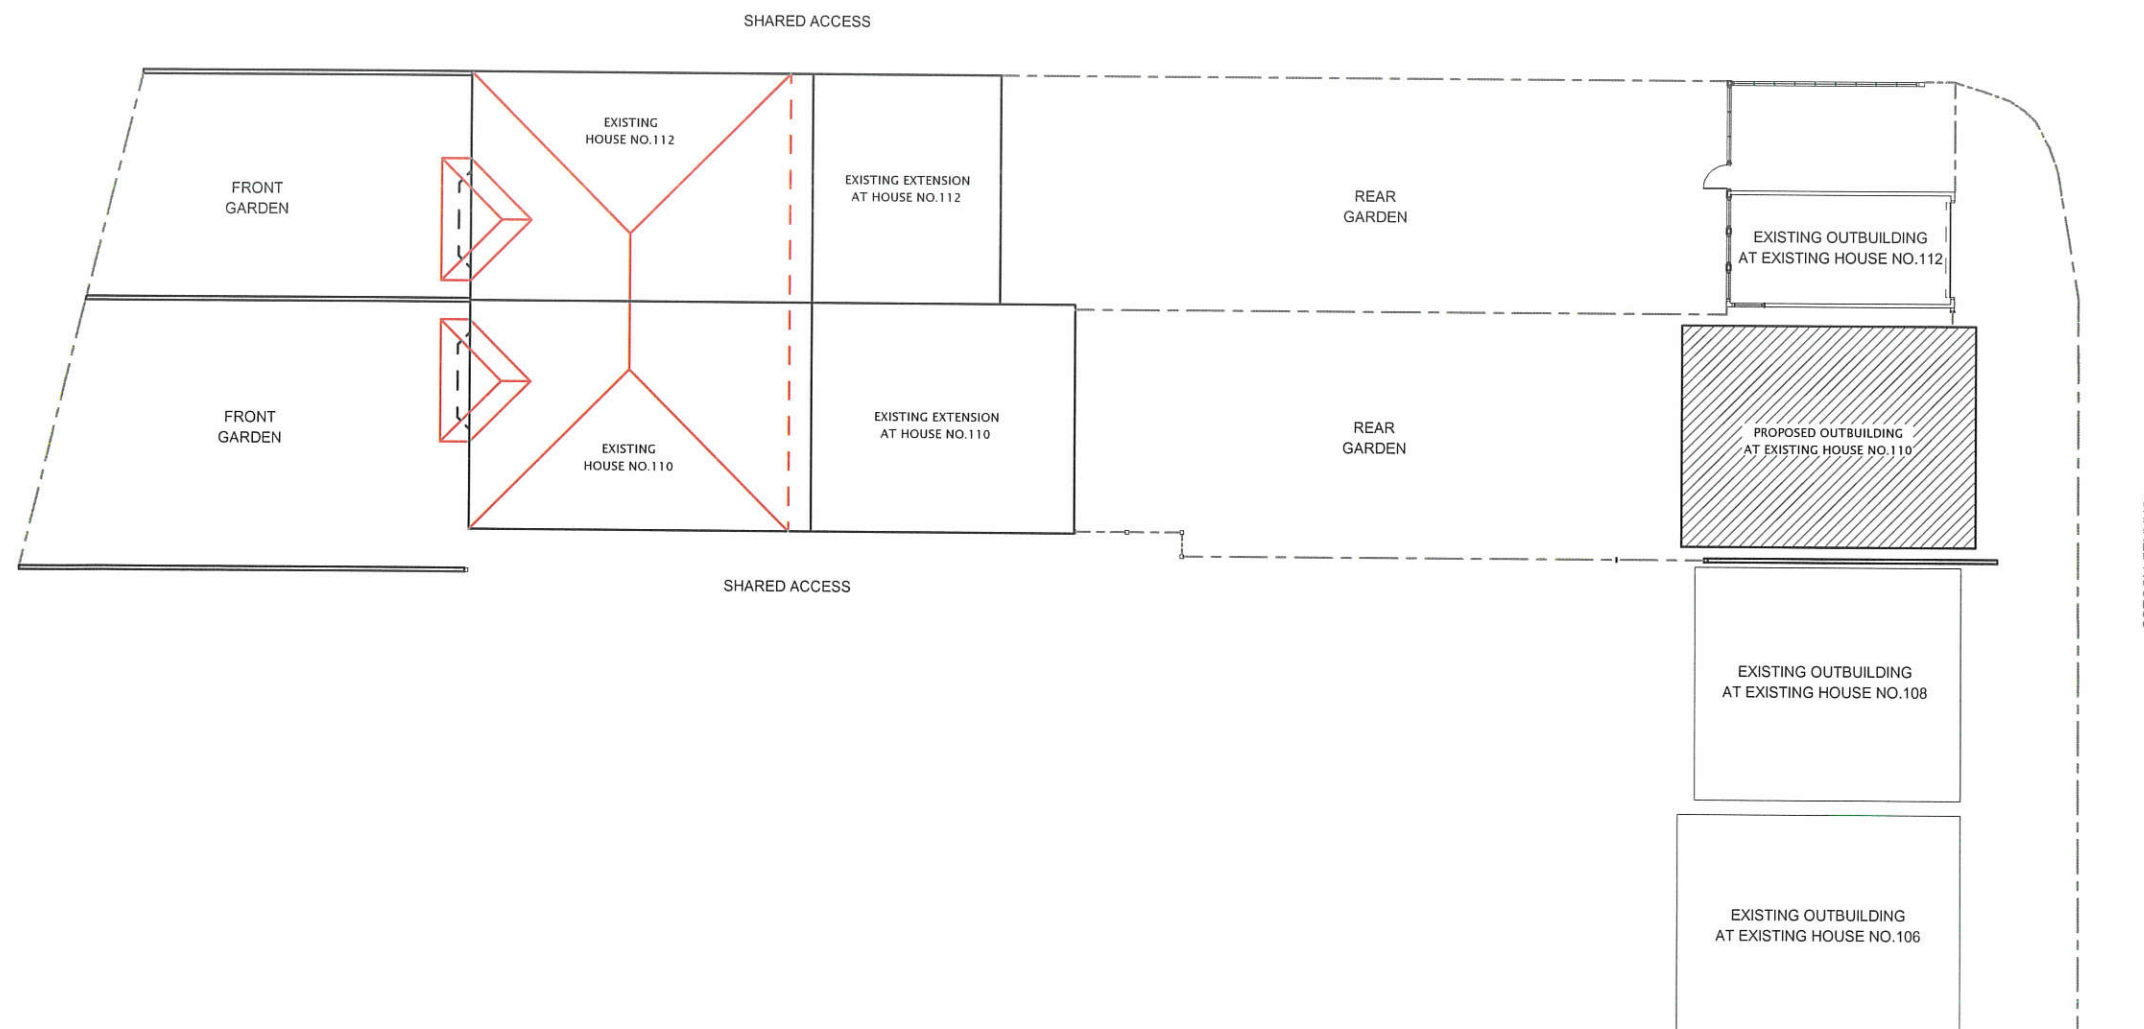 SHARED ACCESS
EXISTING
HOUSE NO.112
FRONT
GARDEN
EXISTING EXTENSION
AT HOUSE NO.112
REAR
GARDEN
EXISTING OUTBUILDING
AT EXISTING HOUSE NO.112
FRONT
GARDEN
EXISTING
HOUSE NO.110
EXISTING EXTENSION
AT HOUSE NO.110
REAR
GARDEN
PROPOSED OUTBUILDING
AT EXISTING HOUSE NO.110
SHARED ACCESS
EXISTING OUTBUILDING
AT EXISTING HOUSE NO.108
EXISTING OUTBUILDING
AT EXISTING HOUSE NO.106